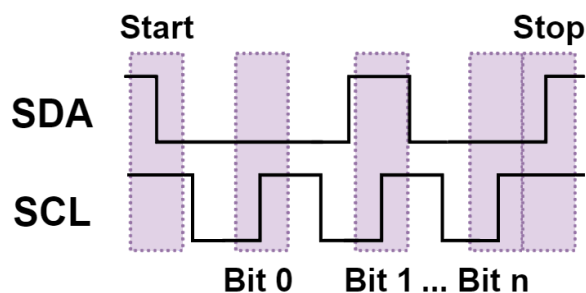 Start Stop
SDA
SCL
Bit 0 Bit 1 ... Bit n